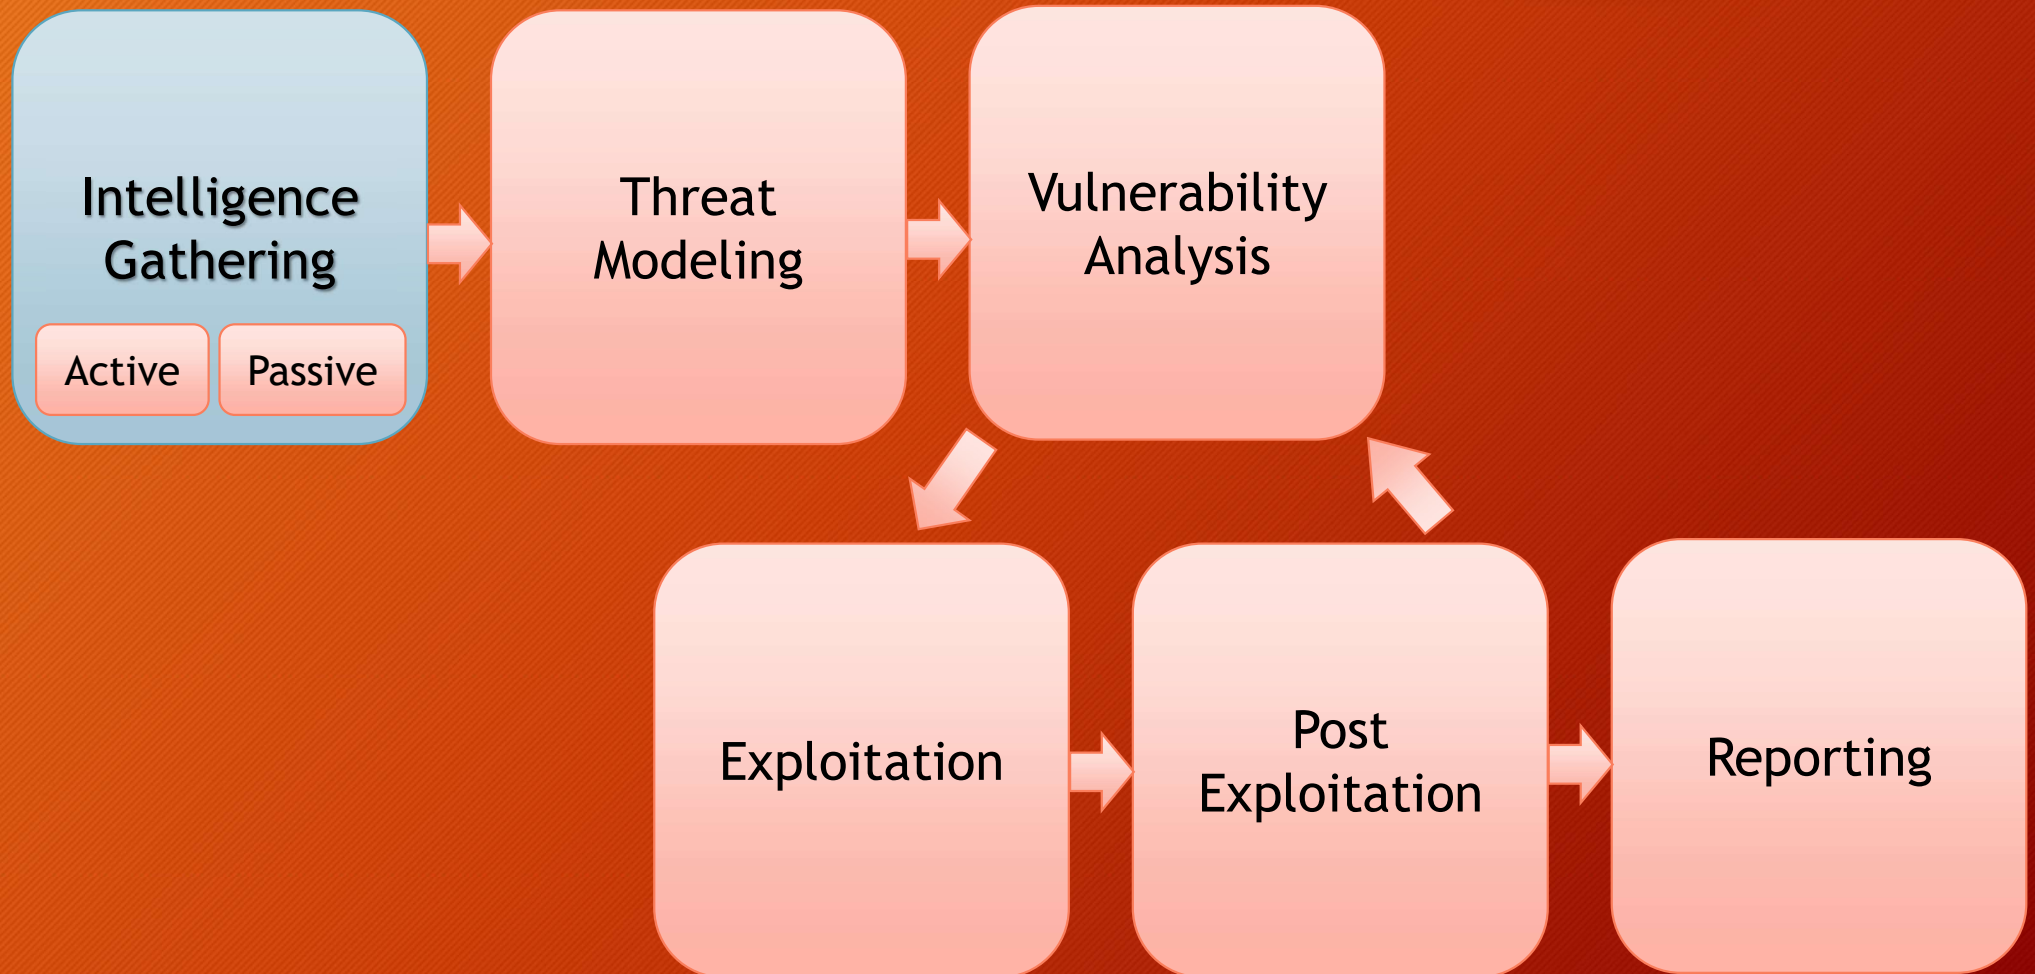 Intelligence
Gathering
Active
Passive
Threat
Modeling
Vulnerability
Analysis
Exploitation
Post
Exploitation
Reporting